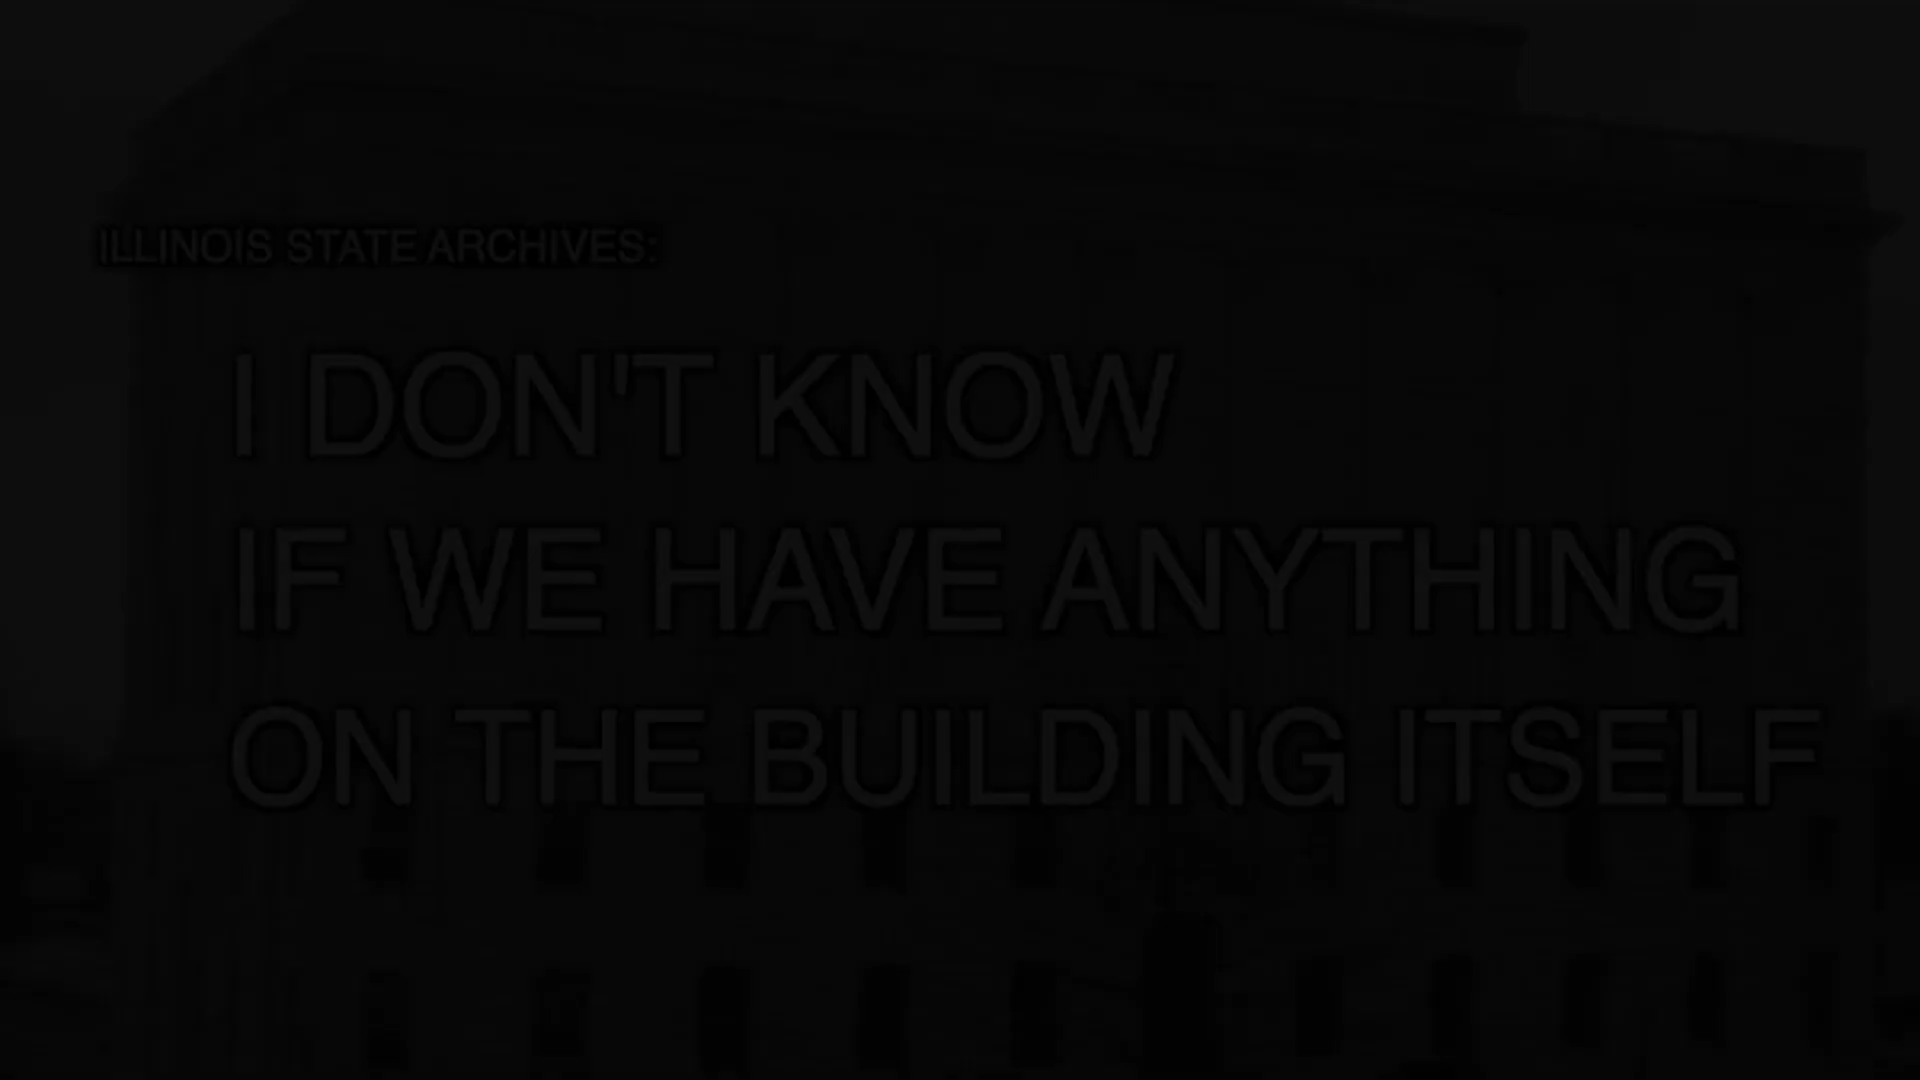 ILLINOIS STATE ARCHIVES:
I DON'T KNOW
IF WE HAVE ANYTHING
ON THE BUILDING ITSELF